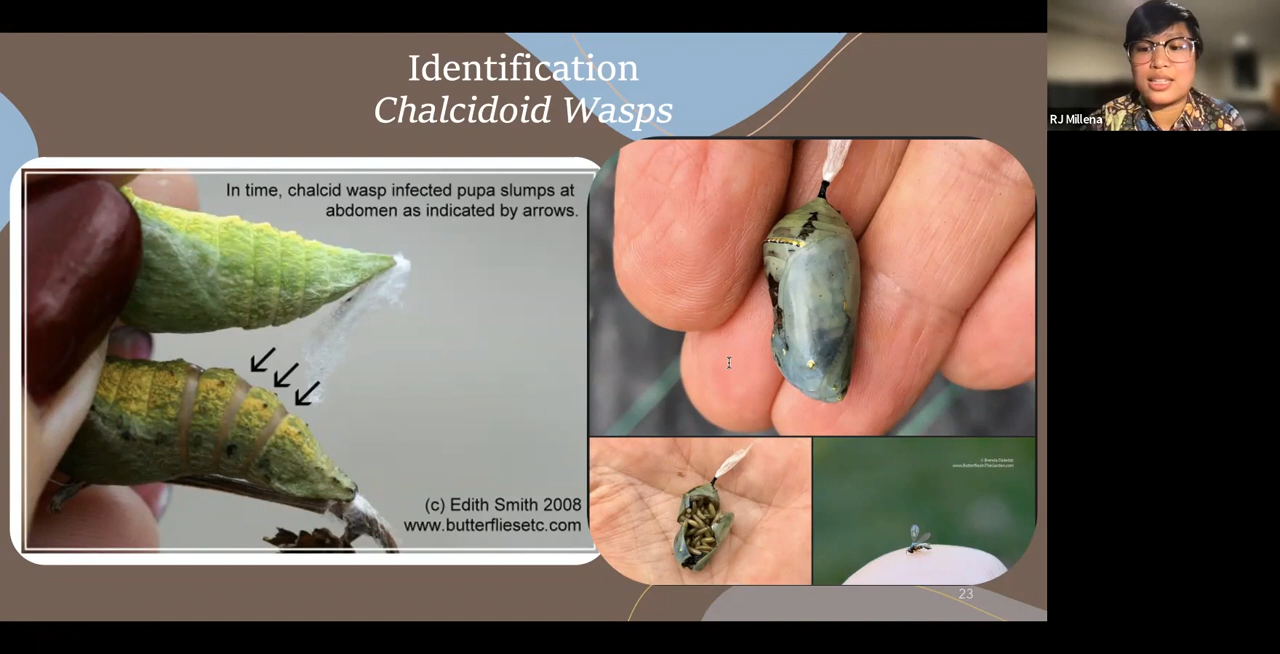 Identification
Chalcidoid Wasps
RJ Millena
In time, chalcid wasp infected pupa slumps at
abdomen as indicated by arrows.
(c) Edith Smith 2008
www.butterfliesetc.com
23